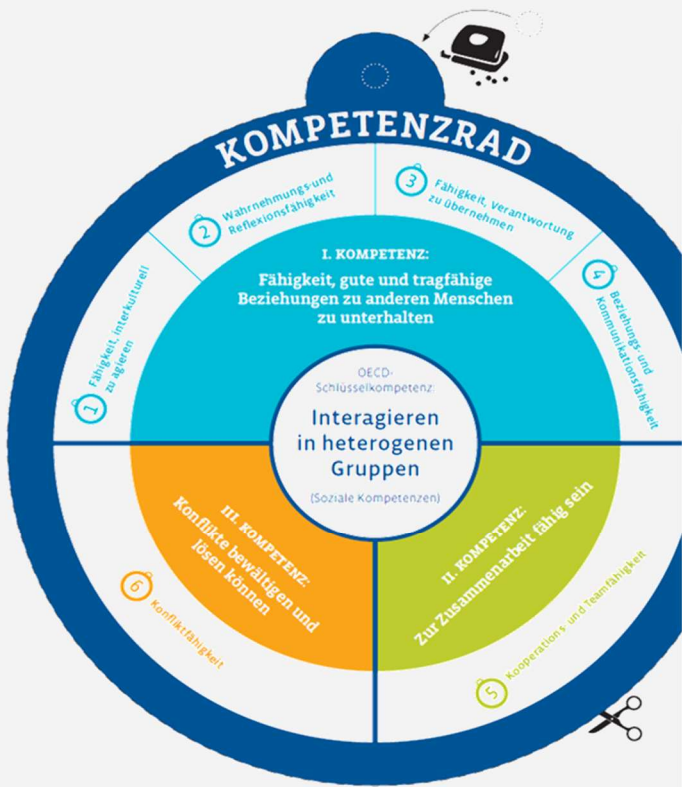 KOMPETENZRAD
1
Fähigkeit, interkulturell
zu agieren
2
Wahrnehmungs-und
Reflexionsfähigkeit
3
Fähigkeit, Verantwortung
zu übernehmen
4
Beziehungs- und
Kommunikationsfähigkeit
I. KOMPETENZ:
Fähigkeit, gute und tragfähige
Beziehungen zu anderen Menschen
zu unterhalten
OECD-
Schlüsselkompetenz:
Interagieren
in heterogenen
Gruppen
(Soziale Kompetenzen)
III. KOMPETENZ:
Konflikte bewältigen und
lösen können
II. KOMPETENZ:
Zur Zusammenarbeit fähig sein
6
Konfliktfähigkeit
5
Kooperations- und Teamfähigkeit